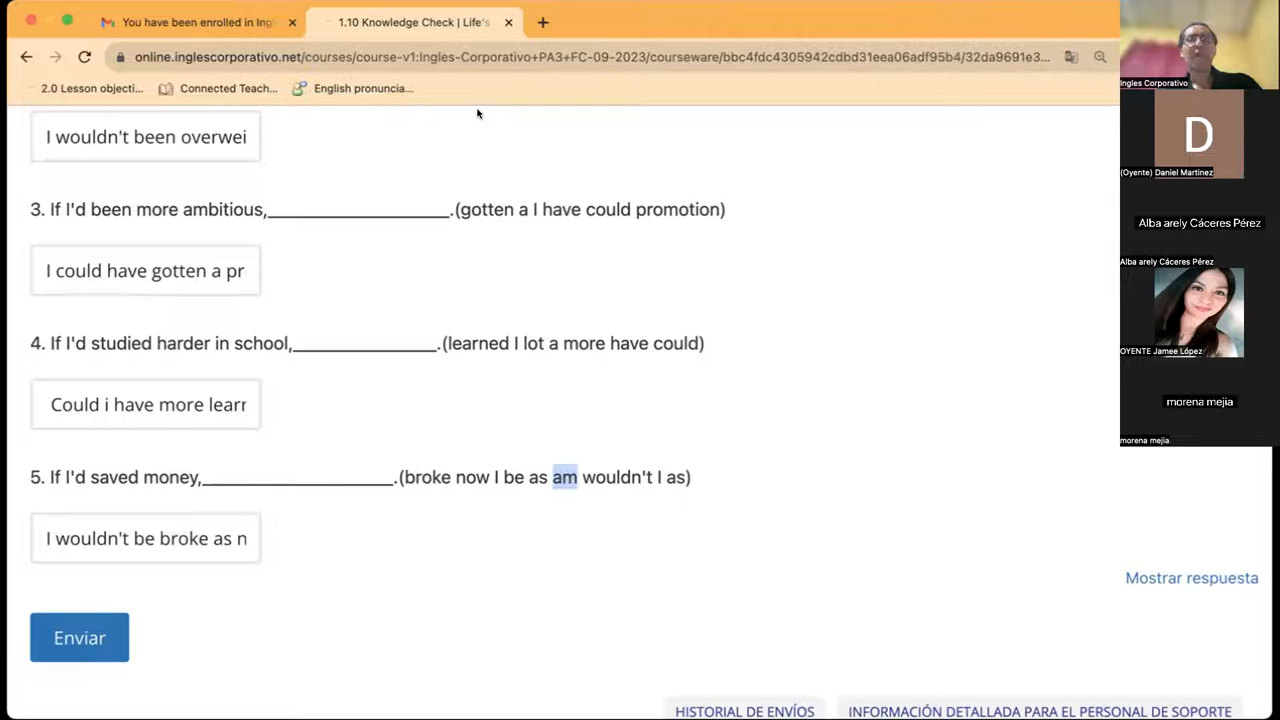 You have been enrolled in Ingl
1.10 Knowledge Check | Life's
online.inglescorporativo.net/courses/course-v1:Ingles-Corporativo+PA3+FC-09-2023/courseware/bbc4fdc4305942cdbd31eea06adf95b4/32da9691e3...
2.0 Lesson objecti...
Connected Teach...
English pronuncia...
I wouldn't been overwei
3. If I'd been more ambitious,____________________.(gotten a I have could promotion)
I could have gotten a pr
4. If I'd studied harder in school,________________.(learned I lot a more have could)
Could i have more learr
5. If I'd saved money,_____________________.(broke now I be as am wouldn't I as)
I wouldn't be broke as n
Mostrar respuesta
Enviar
HISTORIAL DE ENVÍOS
INFORMACIÓN DETALLADA PARA EL PERSONAL DE SOPORTE
Ingles Corporativo
D
(Oyente) Daniel Martinez
Alba arely Cáceres Pérez
Alba arely Cáceres Pérez
OYENTE Jamee López
morena mejia
morena mejia